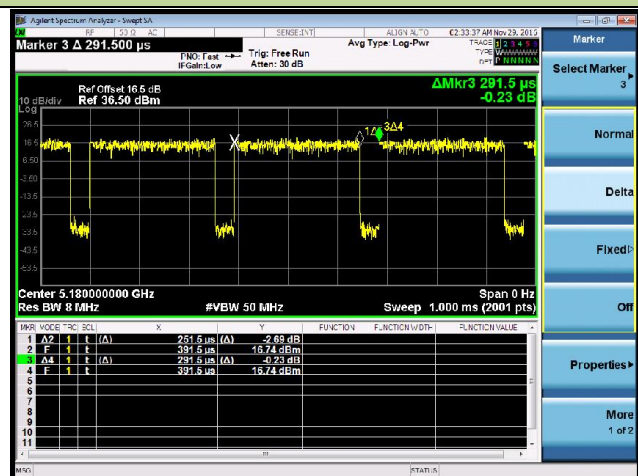 Agilent Spectrum Analyzer - Swept SA
RF 50 Ω AC SENSE:INT ALIGN AUTO 02:33:37 AM Nov 29, 2015
Marker 3 Δ 291.500 µs
PNO: Fast Trig: Free Run Avg Type: Log-Pwr TRACE 1 2 3 4 5 6
IFGain:Low Atten: 30 dB TYPE
DET P N N N N N
Ref Offset 16.5 dB ΔMkr3 291.5 µs
10 dB/div Ref 36.50 dBm -0.23 dB
Log
26.5
16.5
6.50
-3.50
-13.5
-23.5
-33.5
-43.5
-53.5
X 1Δ 3Δ4
Center 5.180000000 GHz Span 0 Hz
Res BW 8 MHz #VBW 50 MHz Sweep 1.000 ms (2001 pts)
MKR MODE TRC SCL X Y FUNCTION FUNCTION WIDTH FUNCTION VALUE
1 Δ2 1 t (Δ) 251.5 µs (Δ) -2.69 dB
2 F 1 t 391.5 µs 16.74 dBm
3 Δ4 1 t (Δ) 291.5 µs (Δ) -0.23 dB
4 F 1 t 391.5 µs 16.74 dBm
5
6
7
8
9
10
11
MSG STATUS
Marker
Select Marker
3
Normal
Delta
Fixed
Off
Properties
More
1 of 2